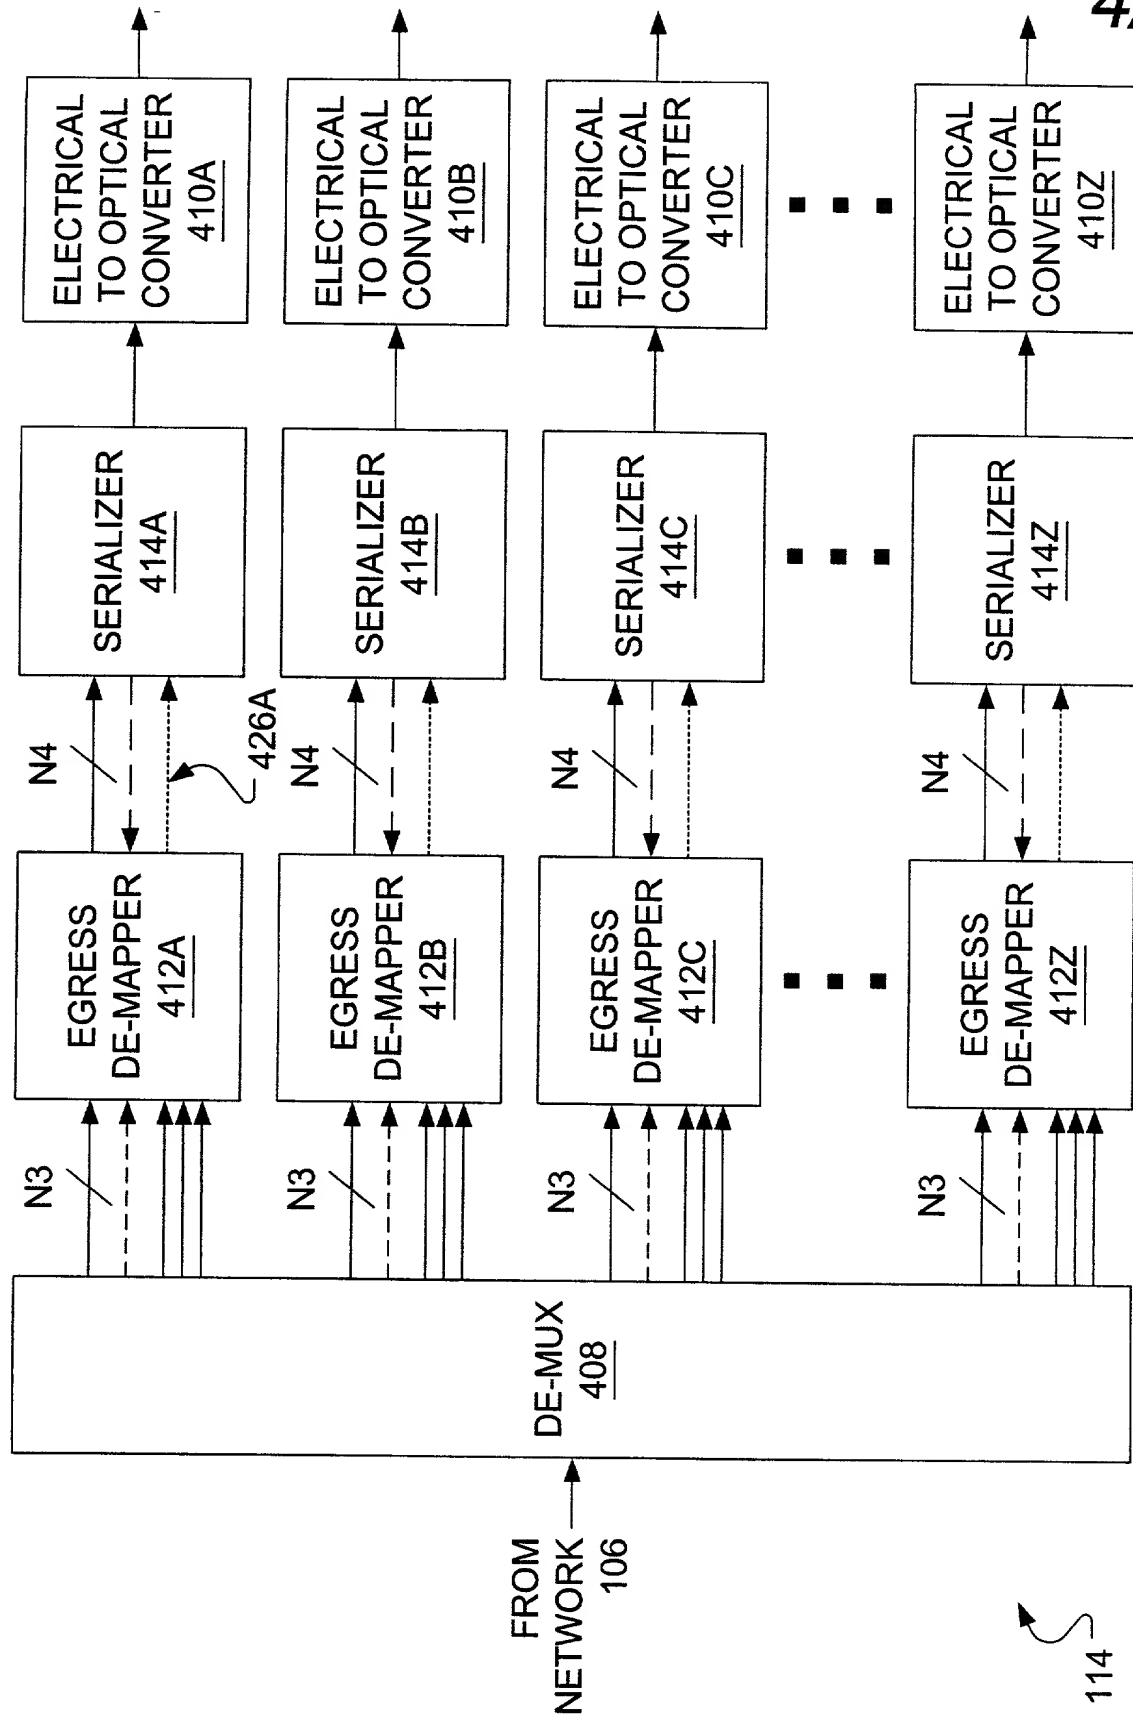 FROM
NETWORK
106
114
DE-MUX
408
N3
EGRESS
DE-MAPPER
412A
N4
426A
SERIALIZER
414A
ELECTRICAL
TO OPTICAL
CONVERTER
410A
N3
EGRESS
DE-MAPPER
412B
N4
SERIALIZER
414B
ELECTRICAL
TO OPTICAL
CONVERTER
410B
N3
EGRESS
DE-MAPPER
412C
N4
SERIALIZER
414C
ELECTRICAL
TO OPTICAL
CONVERTER
410C
N3
EGRESS
DE-MAPPER
412Z
N4
SERIALIZER
414Z
ELECTRICAL
TO OPTICAL
CONVERTER
410Z